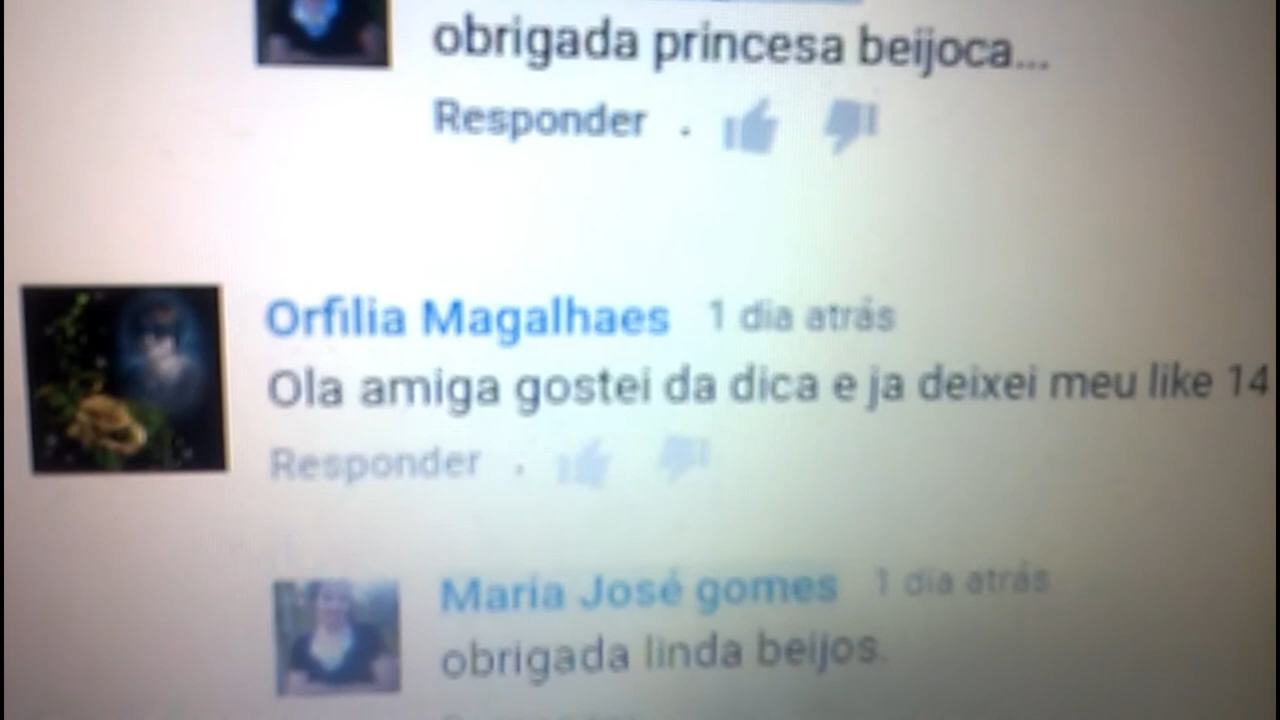 obrigada princesa beijoca...
Responder .
Orfilia Magalhaes 1 dia atrás
Ola amiga gostei da dica e ja deixei meu like 14
Responder .
Maria José gomes 1 dia atrás
obrigada linda beijos.